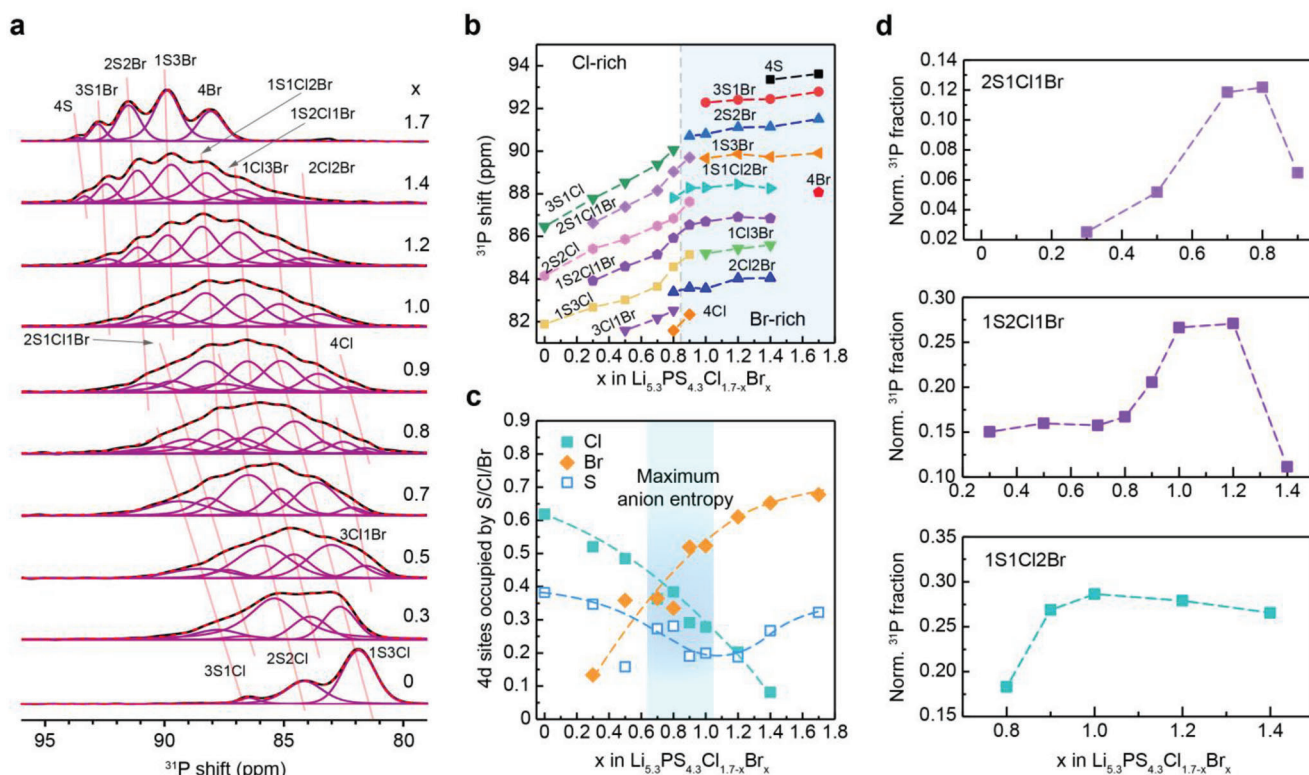 a
4S
3S1Br
2S2Br
1S3Br
4Br
1S1Cl2Br
1S2Cl1Br
1Cl3Br
2Cl2Br
x
1.7
1.4
1.2
1.0
2S1Cl1Br
4Cl
0.9
0.8
0.7
3Cl1Br
0.5
0.3
3S1Cl
2S2Cl
1S3Cl
0
95 90 85 80
³¹P shift (ppm)
b
Cl-rich
Br-rich
4S
3S1Br
2S2Br
1S3Br
1S1Cl2Br
4Br
3S1Cl
2S1Cl1Br
2S2Cl
1S2Cl1Br
1Cl3Br
2Cl2Br
1S3Cl
3Cl1Br
4Cl
94
92
90
88
86
84
82
³¹P shift (ppm)
0.0 0.2 0.4 0.6 0.8 1.0 1.2 1.4 1.6 1.8
x in Li₅.₃PS₄.₃Cl₁.₇₋ₓBrₓ
c
Cl
Br
S
Maximum
anion entropy
0.9
0.8
0.7
0.6
0.5
0.4
0.3
0.2
0.1
0
4d sites occupied by S/Cl/Br
0.0 0.2 0.4 0.6 0.8 1.0 1.2 1.4 1.6 1.8
x in Li₅.₃PS₄.₃Cl₁.₇₋ₓBrₓ
d
2S1Cl1Br
0.14
0.12
0.10
0.08
0.06
0.04
0.02
Norm. ³¹P fraction
0.0 0.2 0.4 0.6 0.8 1.0
1S2Cl1Br
0.30
0.25
0.20
0.15
0.10
Norm. ³¹P fraction
0.2 0.4 0.6 0.8 1.0 1.2 1.4
1S1Cl2Br
0.35
0.30
0.25
0.20
0.15
Norm. ³¹P fraction
0.8 1.0 1.2 1.4
x in Li₅.₃PS₄.₃Cl₁.₇₋ₓBrₓ